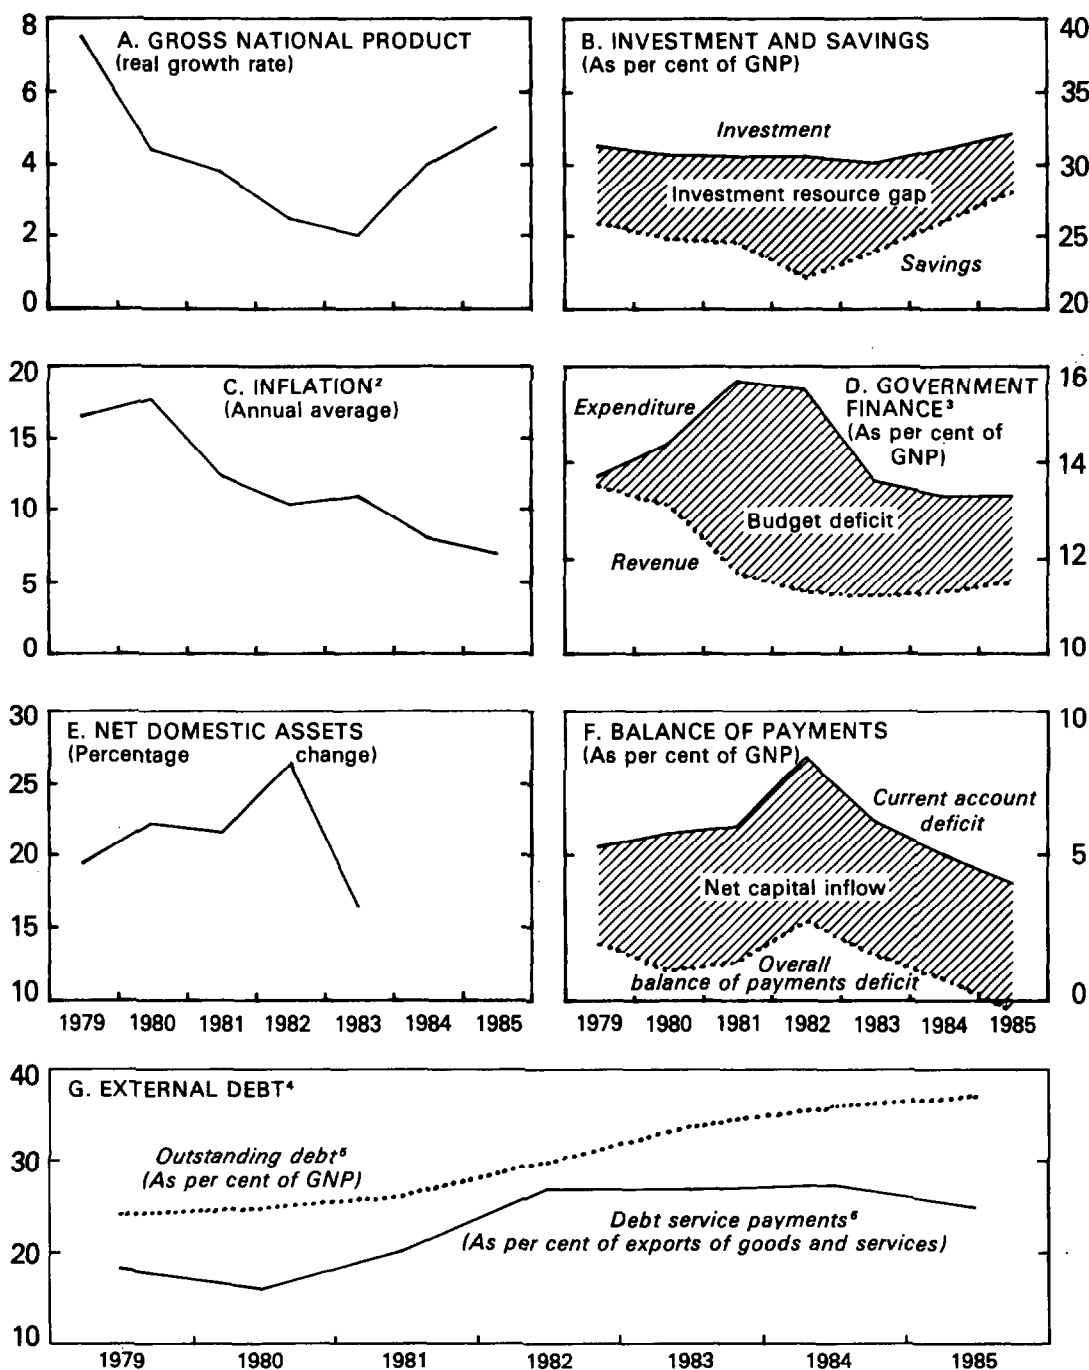 A. GROSS NATIONAL PRODUCT
(real growth rate)
8
6
4
2
0
B. INVESTMENT AND SAVINGS
(As per cent of GNP)
Investment
Investment resource gap
Savings
40
35
30
25
20
C. INFLATION²
(Annual average)
20
15
10
5
0
D. GOVERNMENT
FINANCE³
(As per cent of
GNP)
Expenditure
Budget deficit
Revenue
16
14
12
10
E. NET DOMESTIC ASSETS
(Percentage change)
30
25
20
15
10
1979 1980 1981 1982 1983 1984 1985
F. BALANCE OF PAYMENTS
(As per cent of GNP)
Current account
deficit
Net capital inflow
Overall
balance of payments deficit
10
5
0
1979 1980 1981 1982 1983 1984 1985
G. EXTERNAL DEBT⁴
Outstanding debt⁵
(As per cent of GNP)
Debt service payments⁶
(As per cent of exports of goods and services)
40
30
20
10
1979 1980 1981 1982 1983 1984 1985